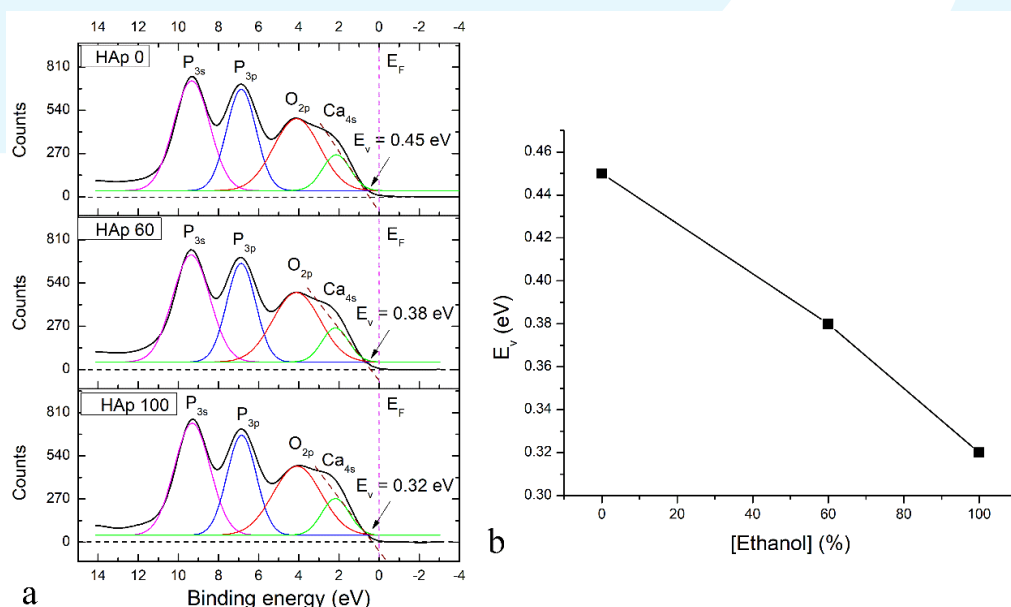 14 12 10 8 6 4 2 0 -2 -4
HAp 0
P3s
P3p
O2p
Ca4s
EF
Ev = 0.45 eV
810
540
270
0
Counts
HAp 60
P3s
P3p
O2p
Ca4s
EF
Ev = 0.38 eV
810
540
270
0
Counts
HAp 100
P3s
P3p
O2p
Ca4s
EF
Ev = 0.32 eV
810
540
270
0
Counts
14 12 10 8 6 4 2 0 -2 -4
Binding energy (eV)
a
0.46
0.44
0.42
0.40
0.38
0.36
0.34
0.32
0.30
Ev (eV)
0 20 40 60 80 100
[Ethanol] (%)
b